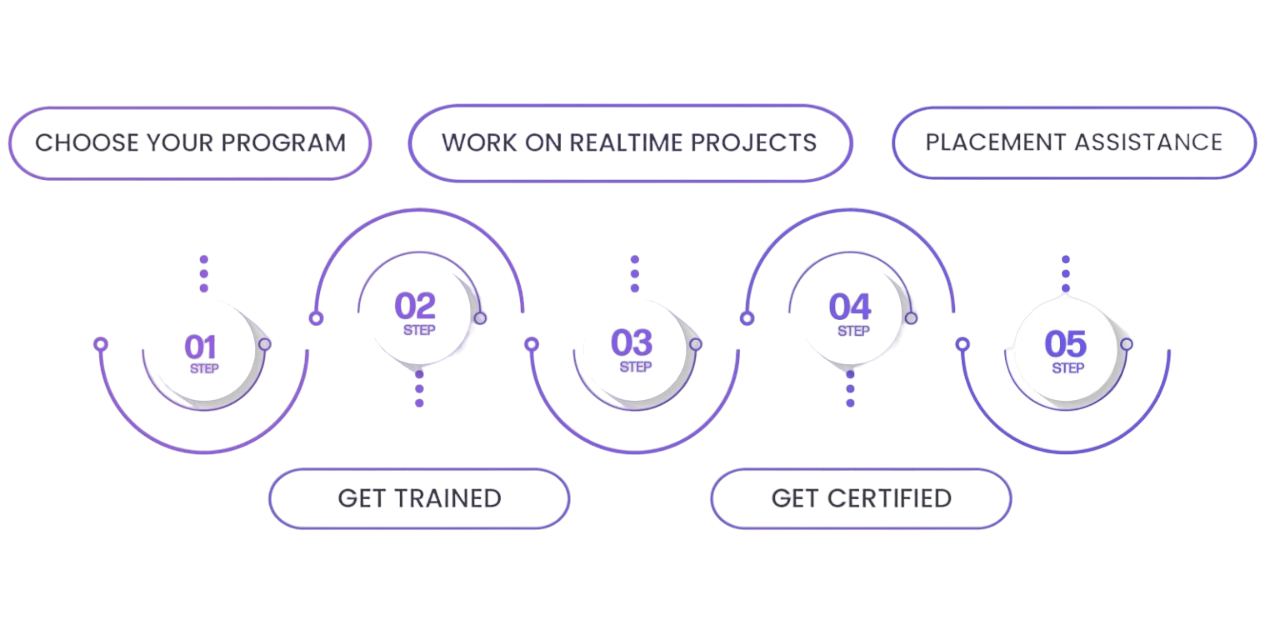 CHOOSE YOUR PROGRAM
WORK ON REALTIME PROJECTS
PLACEMENT ASSISTANCE
01
STEP
02
STEP
03
STEP
04
STEP
05
STEP
GET TRAINED
GET CERTIFIED